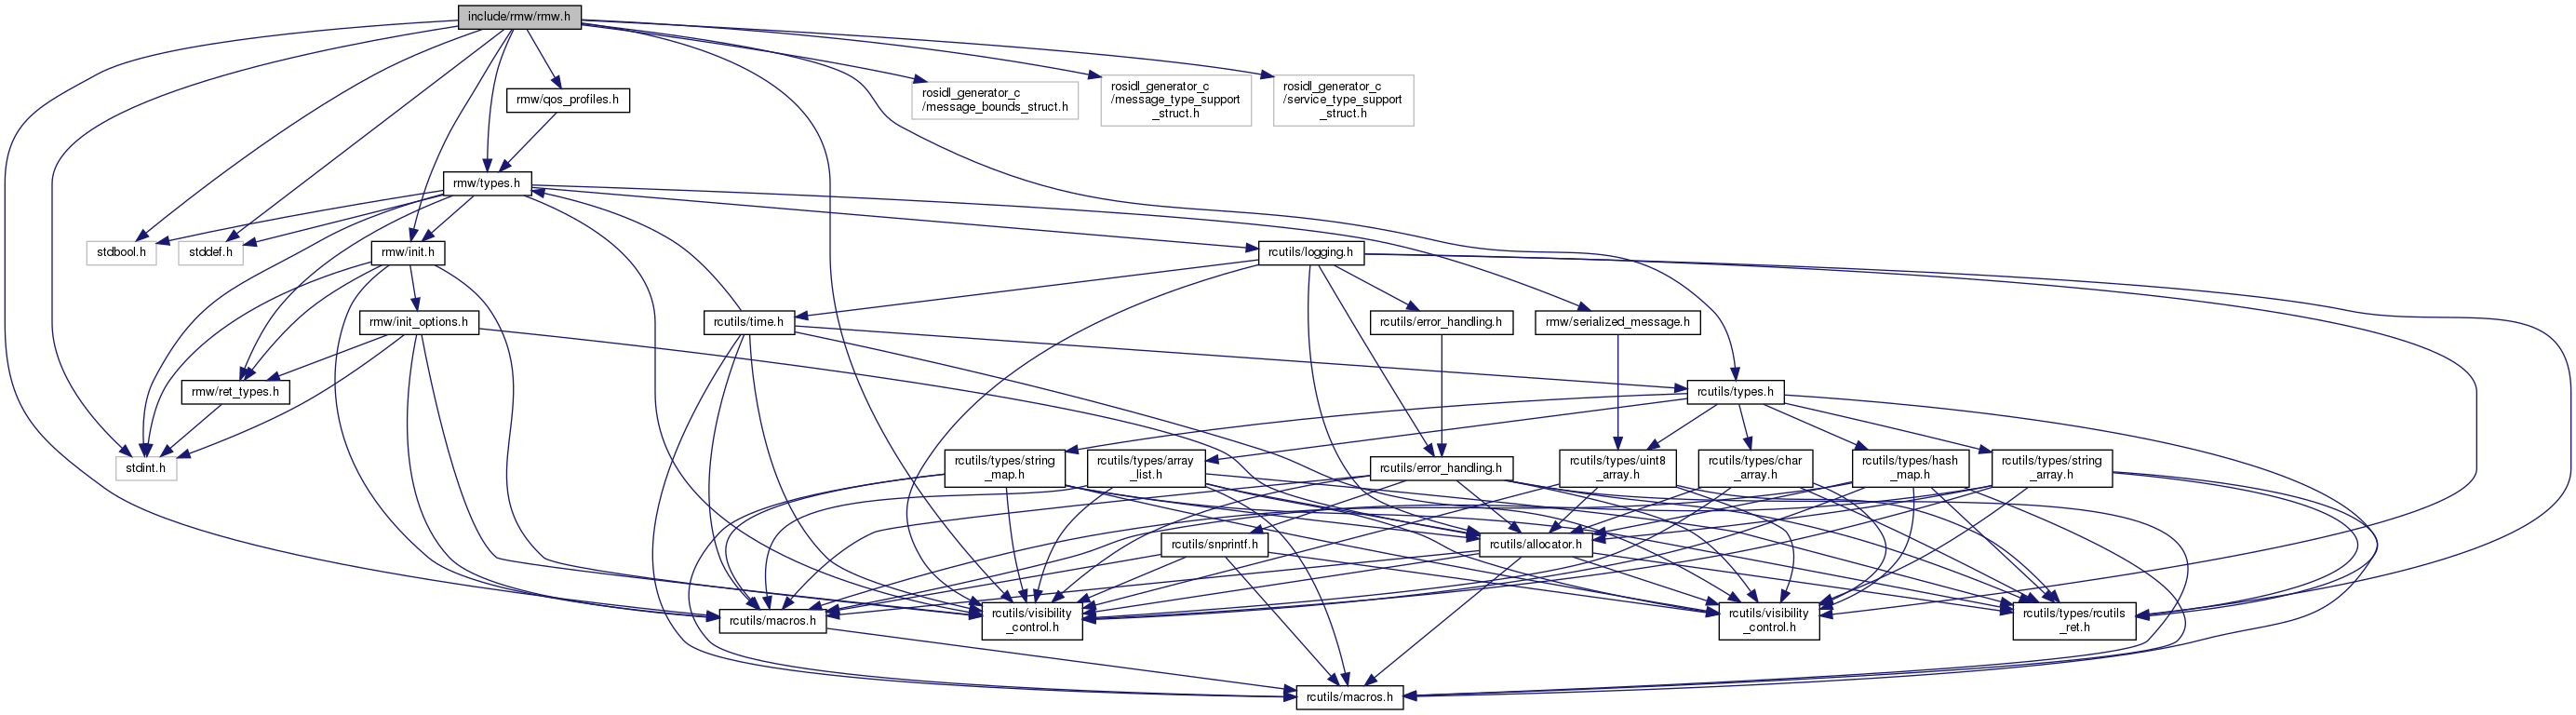 include/rmw/rmw.h
rmw/qos_profiles.h
rosidl_generator_c
/message_bounds_struct.h
rosidl_generator_c
/message_type_support
_struct.h
rosidl_generator_c
/service_type_support
_struct.h
rmw/types.h
stdbool.h
stddef.h
rmw/init.h
rcutils/logging.h
rmw/init_options.h
rcutils/time.h
rcutils/error_handling.h
rmw/serialized_message.h
rmw/ret_types.h
rcutils/types.h
stdint.h
rcutils/types/string
_map.h
rcutils/types/array
_list.h
rcutils/error_handling.h
rcutils/types/uint8
_array.h
rcutils/types/char
_array.h
rcutils/types/hash
_map.h
rcutils/types/string
_array.h
rcutils/snprintf.h
rcutils/allocator.h
rcutils/macros.h
rcutils/visibility
_control.h
rcutils/visibility
_control.h
rcutils/types/rcutils
_ret.h
rcutils/macros.h